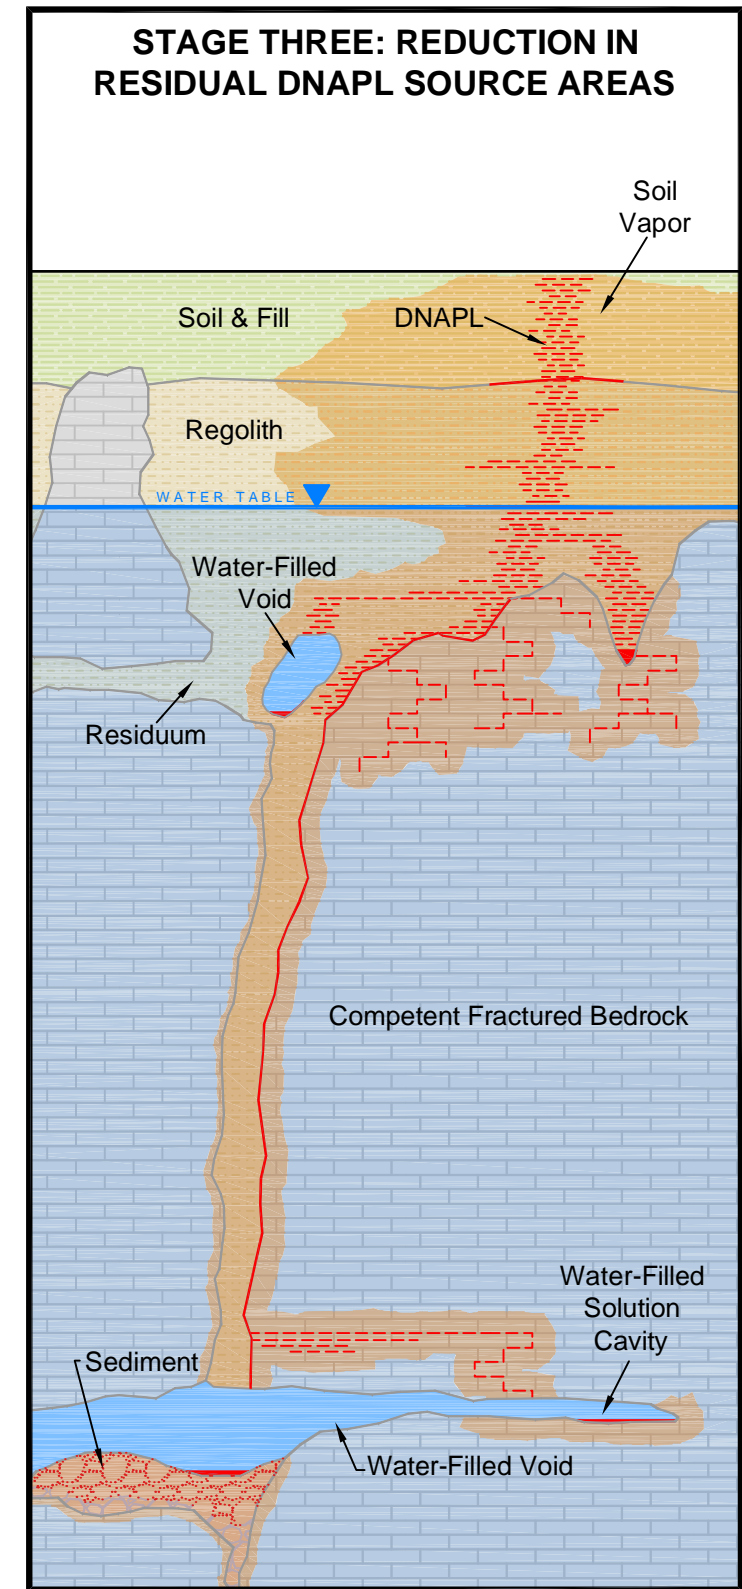 STAGE THREE: REDUCTION IN
RESIDUAL DNAPL SOURCE AREAS
Soil
Vapor
Soil & Fill
DNAPL
Regolith
WATER TABLE
Water-Filled
Void
Residuum
Competent Fractured Bedrock
Water-Filled
Solution
Cavity
Sediment
Water-Filled Void